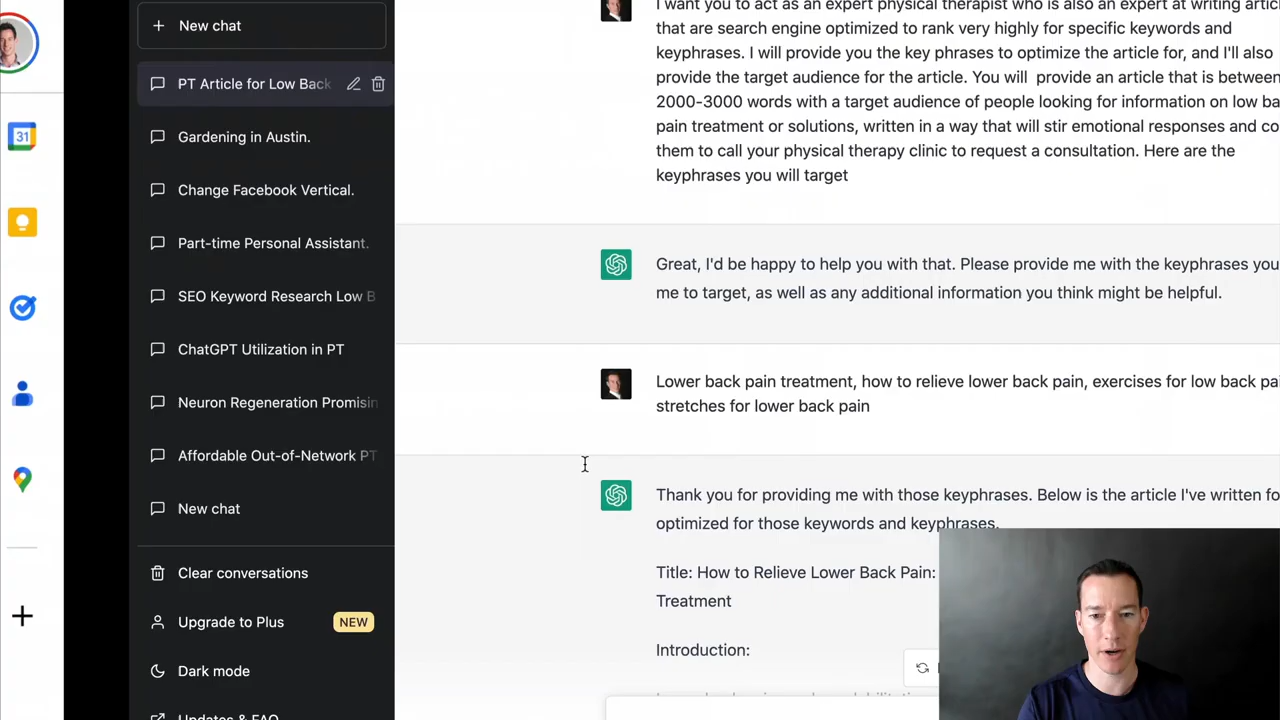 31
New chat
PT Article for Low Back
Gardening in Austin.
Change Facebook Vertical.
Part-time Personal Assistant.
SEO Keyword Research Low B
ChatGPT Utilization in PT
Neuron Regeneration Promisin
Affordable Out-of-Network PT
New chat
Clear conversations
Upgrade to Plus
NEW
Dark mode
Updates & FAQ
I want you to act as an expert physical therapist who is also an expert at writing artic
that are search engine optimized to rank very highly for specific keywords and
keyphrases. I will provide you the key phrases to optimize the article for, and I'll also
provide the target audience for the article. You will provide an article that is between
2000-3000 words with a target audience of people looking for information on low ba
pain treatment or solutions, written in a way that will stir emotional responses and co
them to call your physical therapy clinic to request a consultation. Here are the
keyphrases you will target
Great, I'd be happy to help you with that. Please provide me with the keyphrases you
me to target, as well as any additional information you think might be helpful.
Lower back pain treatment, how to relieve lower back pain, exercises for low back pai
stretches for lower back pain
Thank you for providing me with those keyphrases. Below is the article I've written fo
optimized for those keywords and keyphrases.
Title: How to Relieve Lower Back Pain:
Treatment
Introduction: